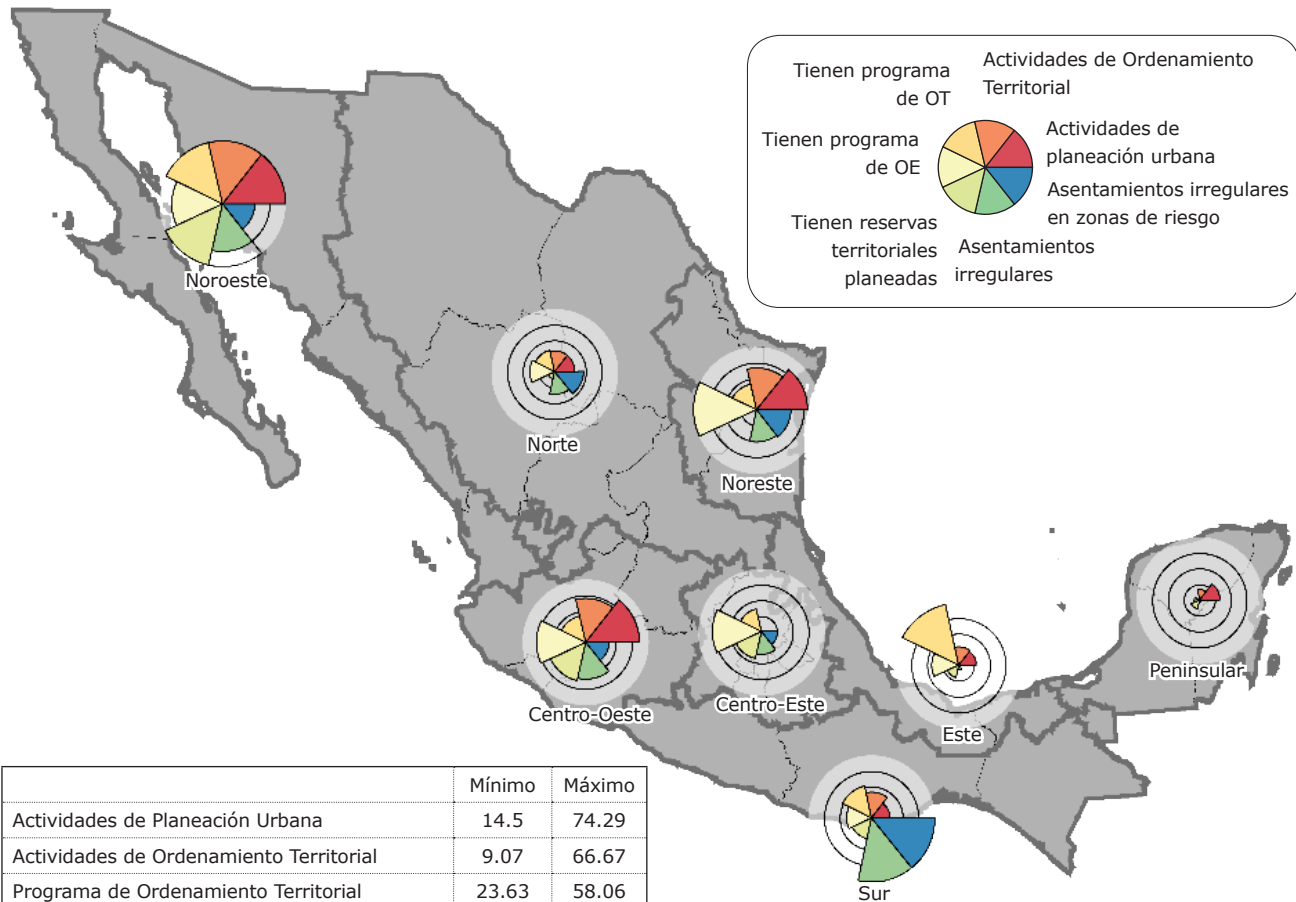 Tienen programa
de OT
Actividades de Ordenamiento
Territorial
Tienen programa
de OE
Actividades de
planeación urbana
Asentamientos irregulares
en zonas de riesgo
Tienen reservas
territoriales
planeadas
Asentamientos
irregulares
Noroeste
Norte
Noreste
Centro-Oeste
Centro-Este
Este
Peninsular
Sur
Mínimo Máximo
Actividades de Planeación Urbana 14.5 74.29
Actividades de Ordenamiento Territorial 9.07 66.67
Programa de Ordenamiento Territorial 23.63 58.06